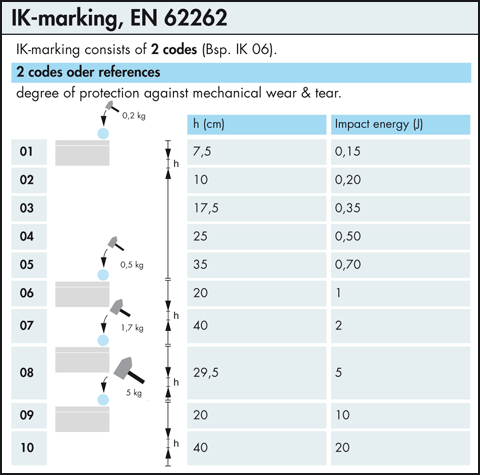 IK-marking, EN 62262
IK-marking consists of 2 codes (Bsp. IK 06).
2 codes oder references
degree of protection against mechanical wear & tear.
0,2 kg
h (cm) Impact energy (J)
01 7,5 0,15
h
02 10 0,20
03 17,5 0,35
04 25 0,50
05 0,5 kg 35 0,70
06 20 1
h
07 1,7 kg 40 2
08 29,5 5
h
5 kg
09 20 10
10 h 40 20